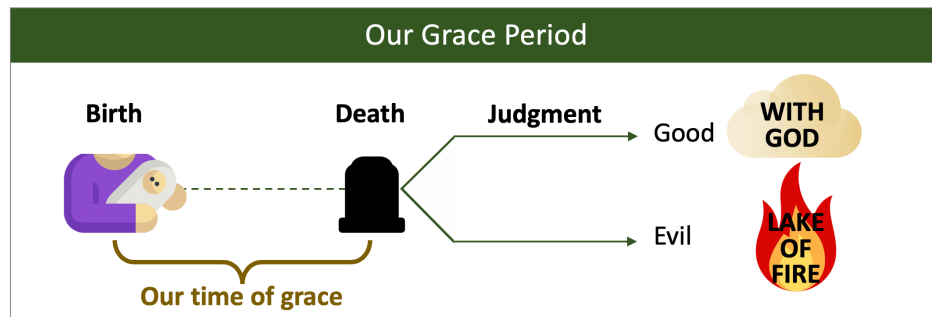 Our Grace Period
Birth
Death
Judgment
Good
WITH
GOD
Evil
LAKE
OF
FIRE
Our time of grace